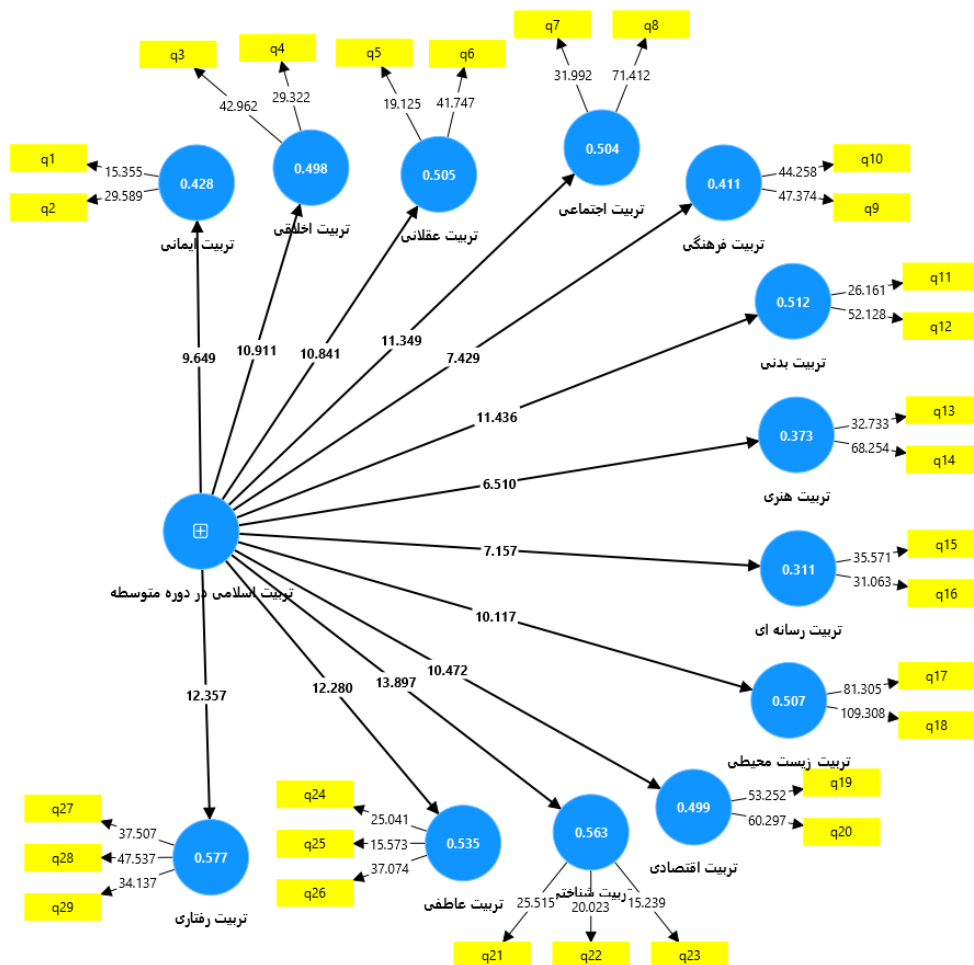 q7
q8
q3
q4
q5
q6
31.992
71.412
42.962
29.322
19.125
41.747
q1
q2
15.355
29.589
0.428
0.498
0.505
0.504
0.411
44.258
47.374
q10
q9
تربیت ایمانی
تربیت اخلاقی
تربیت عقلانی
تربیت اجتماعی
تربیت فرهنگی
0.512
26.161
52.128
q11
q12
تربیت بدنی
9.649
10.911
10.841
11.349
7.429
11.436
0.373
32.733
68.254
q13
q14
تربیت هنری
6.510
7.157
0.311
35.571
31.063
q15
q16
تربیت رسانه ای
تربیت اسلامی در دوره متوسطه
10.117
0.507
81.305
109.308
q17
q18
تربیت زیست محیطی
12.357
12.280
13.897
10.472
0.499
53.252
60.297
q19
q20
تربیت اقتصادی
q27
q28
q29
37.507
47.537
34.137
0.577
تربیت رفتاری
q24
q25
q26
25.041
15.573
37.074
0.535
تربیت عاطفی
0.563
تربیت شناختی
25.515
20.023
15.239
q21
q22
q23